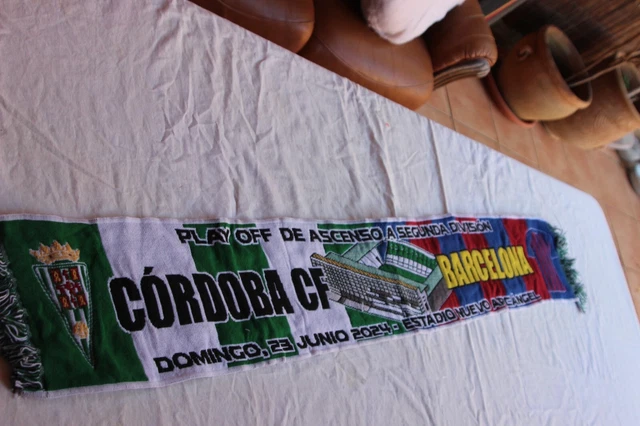 PLAY OFF DE ASCENSO A SEGUNDA DIVISIÓN
CÓRDOBA CF BARCELONA
DOMINGO, 23 JUNIO 2024 - ESTADIO NUEVO ARCÁNGEL